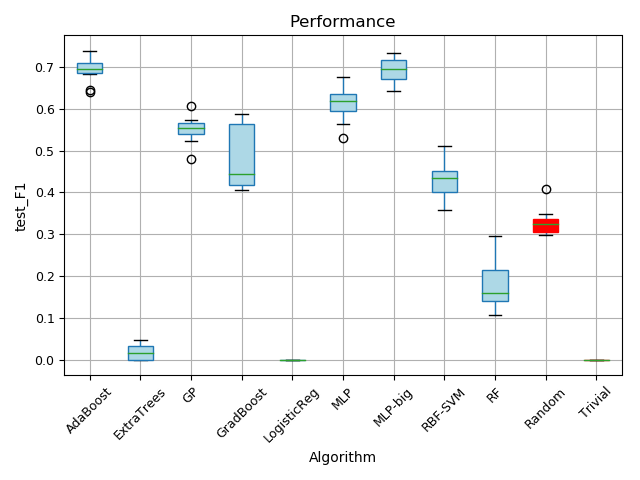 Performance
test_F1
0.7
0.6
0.5
0.4
0.3
0.2
0.1
0.0
AdaBoost
ExtraTrees
GP
GradBoost
LogisticReg
MLP
MLP-big
RBF-SVM
RF
Random
Trivial
Algorithm